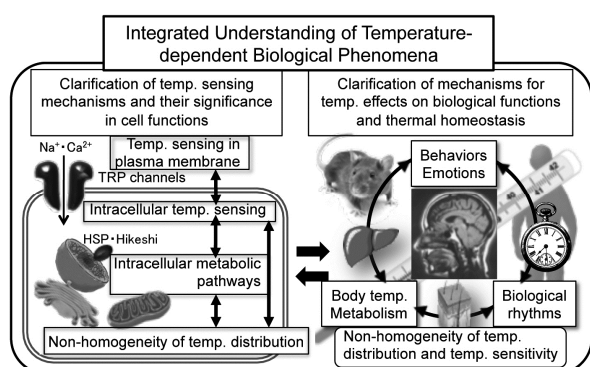 Integrated Understanding of Temperature-
dependent Biological Phenomena
Clarification of temp. sensing
mechanisms and their significance
in cell functions
Na⁺・Ca²⁺
Temp. sensing in
plasma membrane
TRP channels
Intracellular temp. sensing
HSP・Hikeshi
Intracellular metabolic
pathways
Non-homogeneity of temp. distribution
Clarification of mechanisms for
temp. effects on biological functions
and thermal homeostasis
Behaviors
Emotions
Body temp.
Metabolism
Biological
rhythms
Non-homogeneity of temp.
distribution and temp. sensitivity